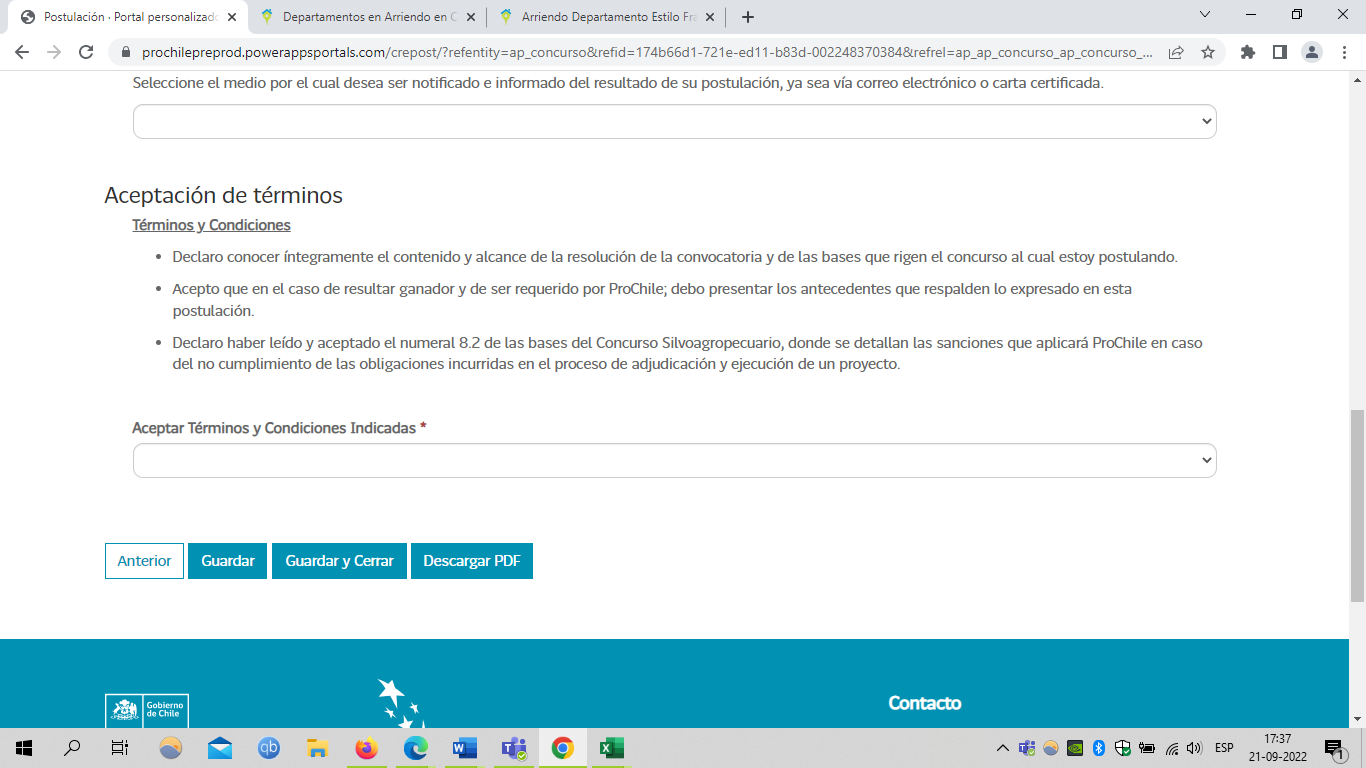 Postulación · Portal personalizado
Departamentos en Arriendo en C
Arriendo Departamento Estilo Fra
prochilepreprod.powerappsportals.com/crepost/?refentity=ap_concurso&refid=174b66d1-721e-ed11-b83d-002248370384&refrel=ap_ap_concurso_ap_concurso_...
Seleccione el medio por el cual desea ser notificado e informado del resultado de su postulación, ya sea vía correo electrónico o carta certificada.
Aceptación de términos
Términos y Condiciones
• Declaro conocer íntegramente el contenido y alcance de la resolución de la convocatoria y de las bases que rigen el concurso al cual estoy postulando.
• Acepto que en el caso de resultar ganador y de ser requerido por ProChile; debo presentar los antecedentes que respalden lo expresado en esta
postulación.
• Declaro haber leído y aceptado el numeral 8.2 de las bases del Concurso Silvoagropecuario, donde se detallan las sanciones que aplicará ProChile en caso
del no cumplimiento de las obligaciones incurridas en el proceso de adjudicación y ejecución de un proyecto.
Aceptar Términos y Condiciones Indicadas *
Anterior
Guardar
Guardar y Cerrar
Descargar PDF
Gobierno
de Chile
Contacto
qb
ESP
17:37
21-09-2022
1